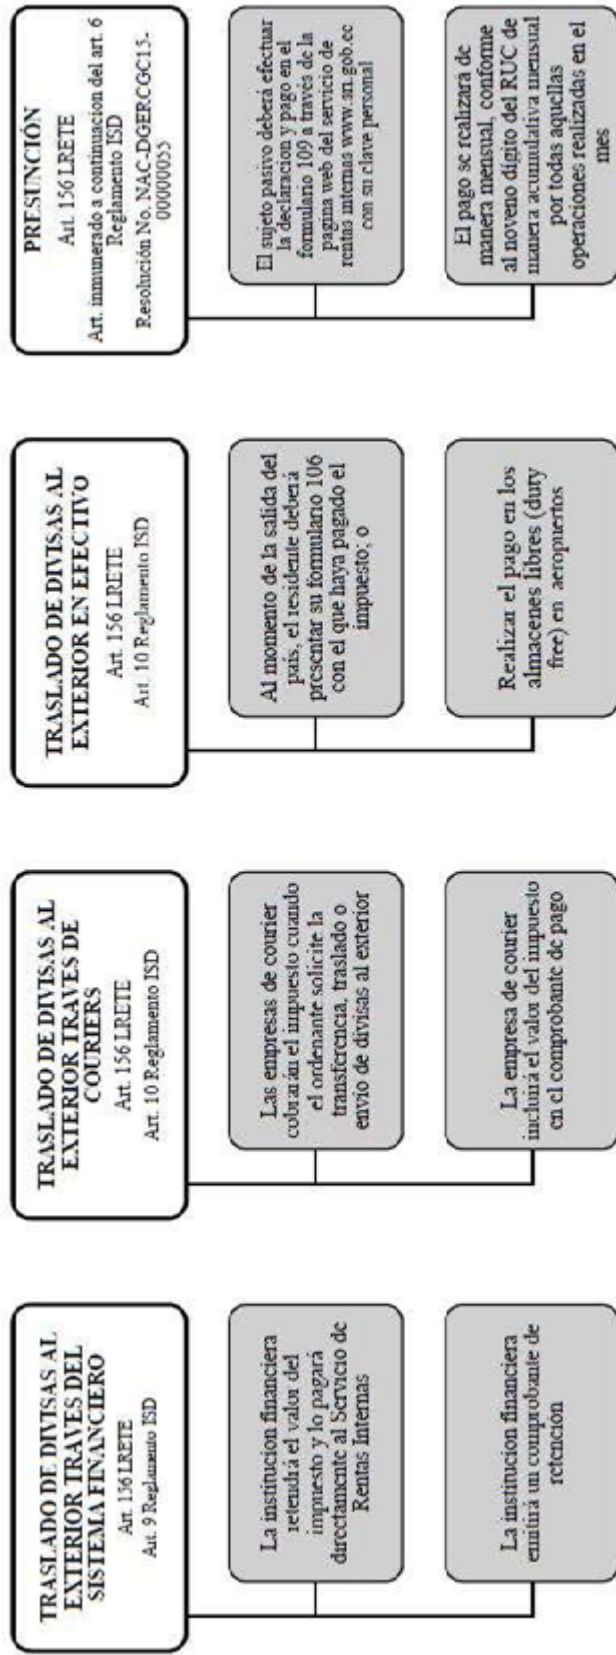 TRASLADO DE DIVISAS AL
EXTERIOR TRAVES DEL
SISTEMA FINANCIERO
Art. 156 LRETE
Art. 9 Reglamento ISD
La institucion financiera
retendrá el valor del
impuesto y lo pagará
directamente al Servicio de
Rentas Internas
La institucion financiera
emitirá un comprobante de
retención
TRASLADO DE DIVISAS AL
EXTERIOR TRAVES DE
COURIERS
Art. 156 LRETE
Art. 10 Reglamento ISD
Las empresas de courier
cobrarán el impuesto cuando
el ordenante solicite la
transferencia, traslado o
envío de divisas al exterior
La empresa de courier
incluirá el valor del impuesto
en el comprobante de pago
TRASLADO DE DIVISAS AL
EXTERIOR EN EFECTIVO
Art. 156 LRETE
Art. 10 Reglamento ISD
Al momento de la salida del
país, el residente deberá
presentar su formulario 106
con el que haya pagado el
impuesto; o
Realizar el pago en los
almacenes libres (duty
free) en aeropuertos
PRESUNCIÓN
Art. 156 LRETE
Art. inmunerado a continuacion del art. 6
Reglamento ISD
Resolución No. NAC-DGERCGC15-
00000055
El sujeto pasivo deberá efectuar
la declaracion y pago en el
formulario 109 a través de la
pagina web del servicio de
rentas internas www.sri.gob.ec
con su clave personal
El pago se realizará de
manera mensual, conforme
al noveno dígito del RUC de
manera acumulativa mensual
por todas aquellas
operaciones realizadas en el
mes